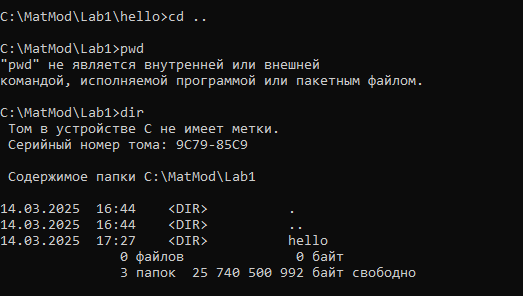 C:\MatMod\Lab1\hello>cd ..
C:\MatMod\Lab1>pwd
"pwd" не является внутренней или внешней
командой, исполняемой программой или пакетным файлом.
C:\MatMod\Lab1>dir
Том в устройстве C не имеет метки.
Серийный номер тома: 9C79-85C9
Содержимое папки C:\MatMod\Lab1
14.03.2025  16:44    <DIR>          .
14.03.2025  16:44    <DIR>          ..
14.03.2025  17:27    <DIR>          hello
0 файлов              0 байт
3 папок  25 740 500 992 байт свободно